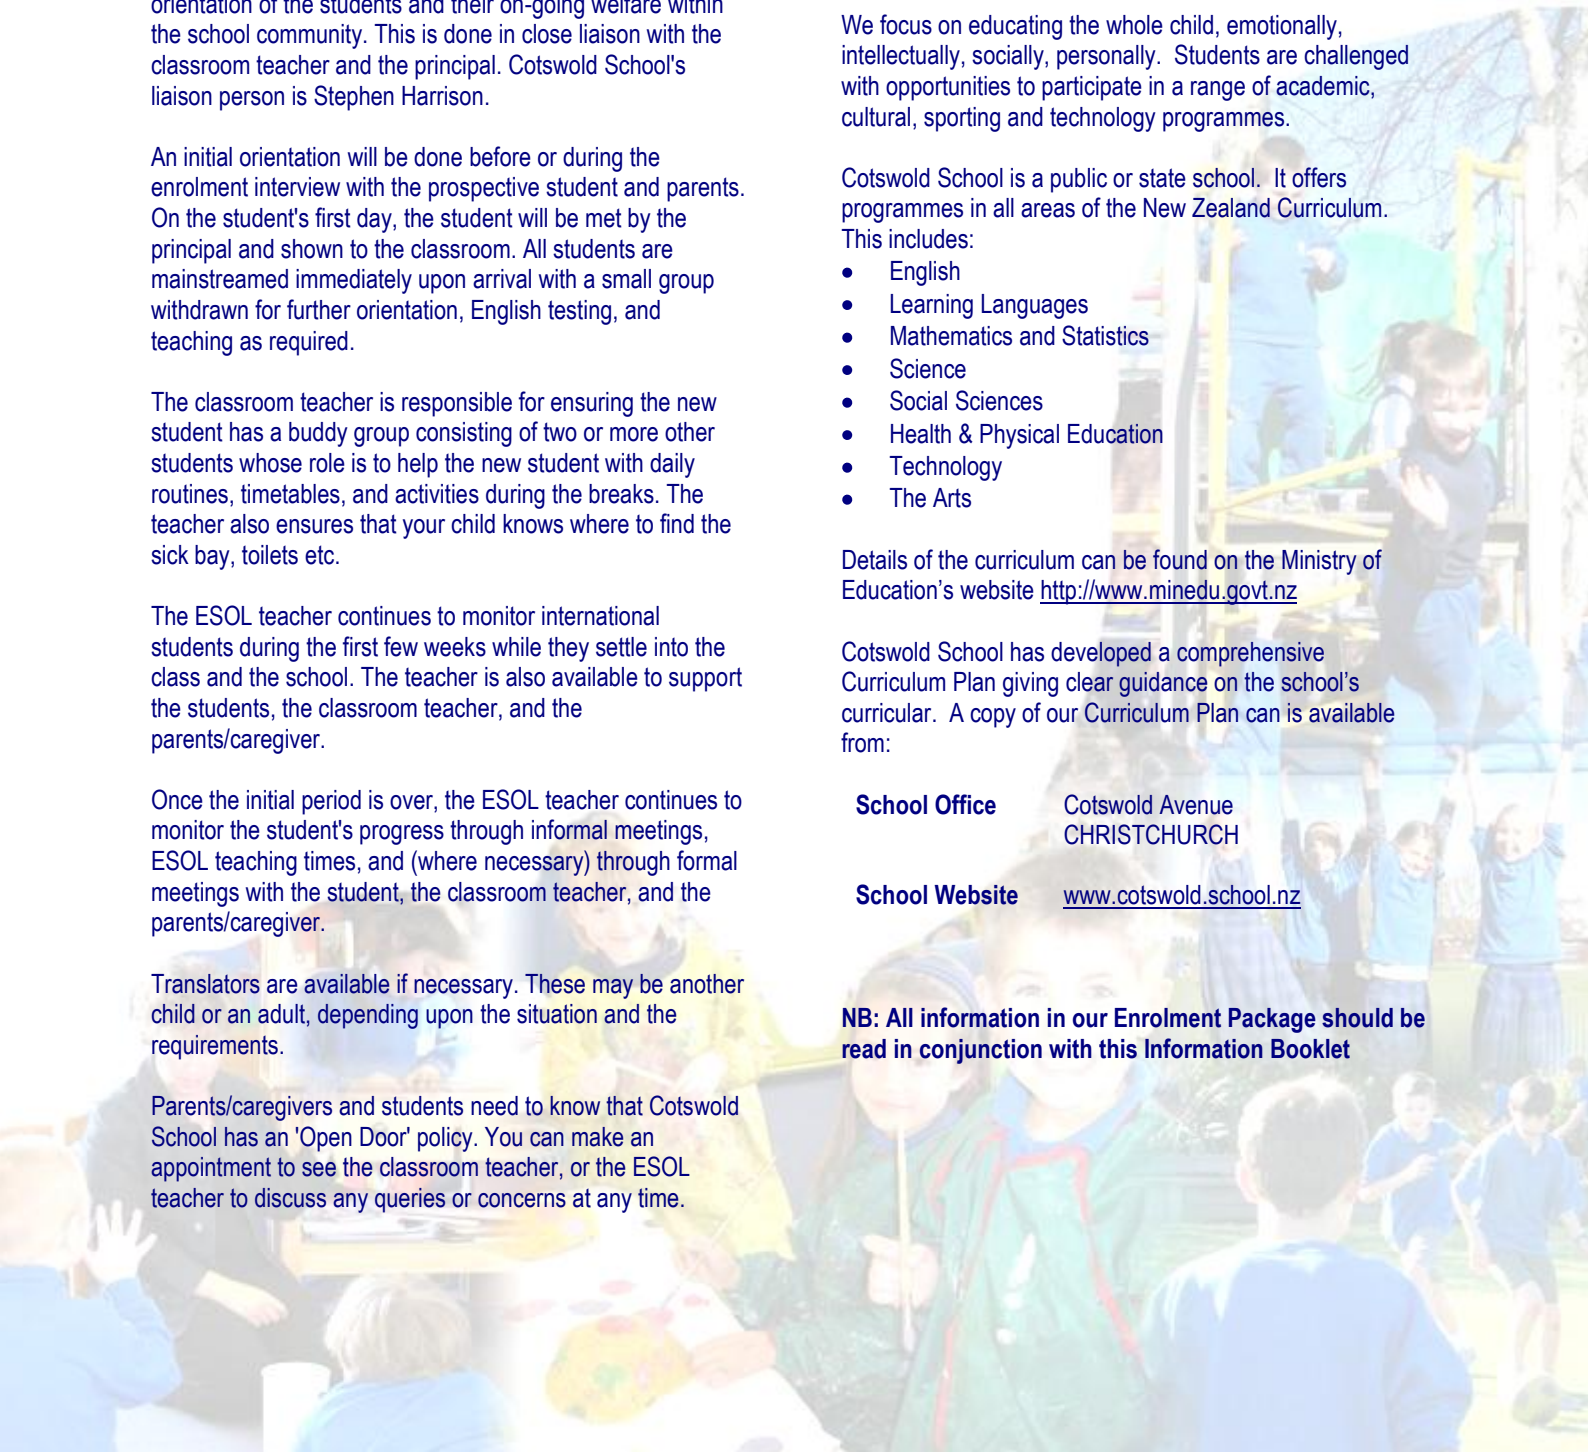 orientation of the students and their on-going welfare within
the school community. This is done in close liaison with the
classroom teacher and the principal. Cotswold School's
liaison person is Stephen Harrison.
An initial orientation will be done before or during the
enrolment interview with the prospective student and parents.
On the student's first day, the student will be met by the
principal and shown to the classroom. All students are
mainstreamed immediately upon arrival with a small group
withdrawn for further orientation, English testing, and
teaching as required.
The classroom teacher is responsible for ensuring the new
student has a buddy group consisting of two or more other
students whose role is to help the new student with daily
routines, timetables, and activities during the breaks. The
teacher also ensures that your child knows where to find the
sick bay, toilets etc.
The ESOL teacher continues to monitor international
students during the first few weeks while they settle into the
class and the school. The teacher is also available to support
the students, the classroom teacher, and the
parents/caregiver.
Once the initial period is over, the ESOL teacher continues to
monitor the student's progress through informal meetings,
ESOL teaching times, and (where necessary) through formal
meetings with the student, the classroom teacher, and the
parents/caregiver.
Translators are available if necessary. These may be another
child or an adult, depending upon the situation and the
requirements.
Parents/caregivers and students need to know that Cotswold
School has an 'Open Door' policy. You can make an
appointment to see the classroom teacher, or the ESOL
teacher to discuss any queries or concerns at any time.
We focus on educating the whole child, emotionally,
intellectually, socially, personally.  Students are challenged
with opportunities to participate in a range of academic,
cultural, sporting and technology programmes.
Cotswold School is a public or state school.  It offers
programmes in all areas of the New Zealand Curriculum.
This includes:
• English
• Learning Languages
• Mathematics and Statistics
• Science
• Social Sciences
• Health & Physical Education
• Technology
• The Arts
Details of the curriculum can be found on the Ministry of
Education’s website http://www.minedu.govt.nz
Cotswold School has developed a comprehensive
Curriculum Plan giving clear guidance on the school’s
curricular.  A copy of our Curriculum Plan can is available
from:
School Office Cotswold Avenue
CHRISTCHURCH
School Website www.cotswold.school.nz
NB: All information in our Enrolment Package should be
read in conjunction with this Information Booklet